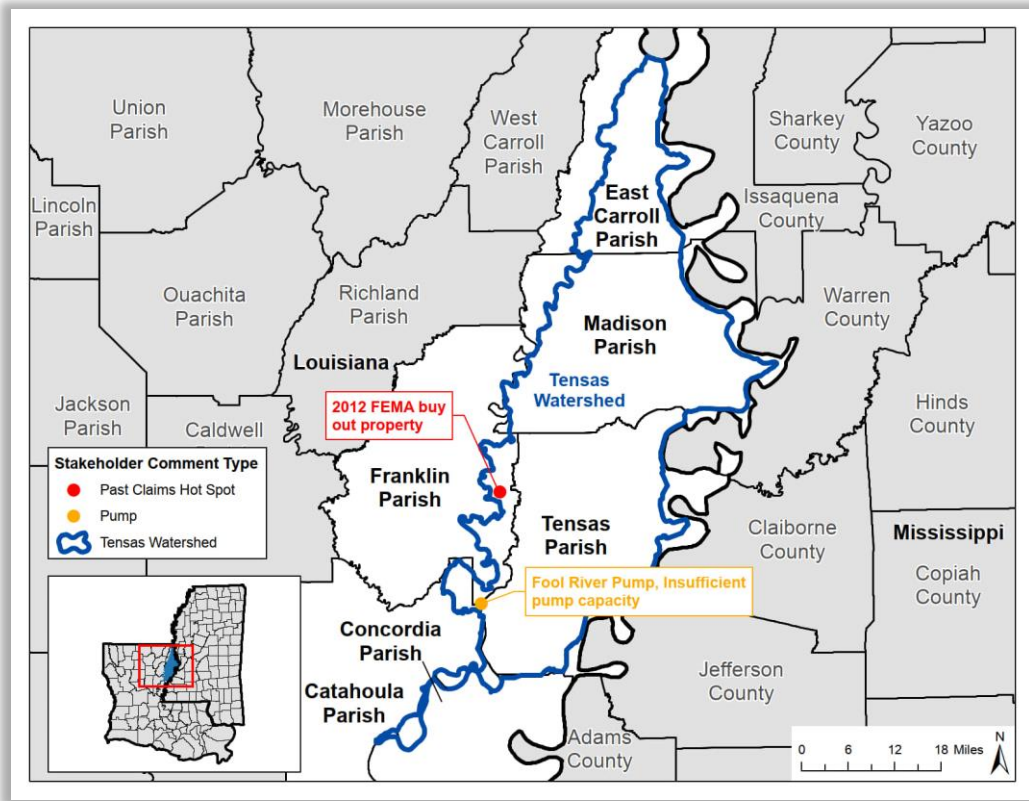 Union
Parish
Morehouse
Parish
West
Carroll
Parish
Sharkey
County
Yazoo
County
Lincoln
Parish
East
Carroll
Parish
Issaquena
County
Ouachita
Parish
Richland
Parish
Warren
County
Madison
Parish
Louisiana
Tensas
Watershed
Jackson
Parish
Caldwell
2012 FEMA buy
out property
Hinds
County
Stakeholder Comment Type
Past Claims Hot Spot
Pump
Tensas Watershed
Franklin
Parish
Tensas
Parish
Claiborne
County
Mississippi
Copiah
County
Fool River Pump, Insufficient
pump capacity
Concordia
Parish
Catahoula
Parish
Jefferson
County
Adams
County
0 6 12 18 Miles
N